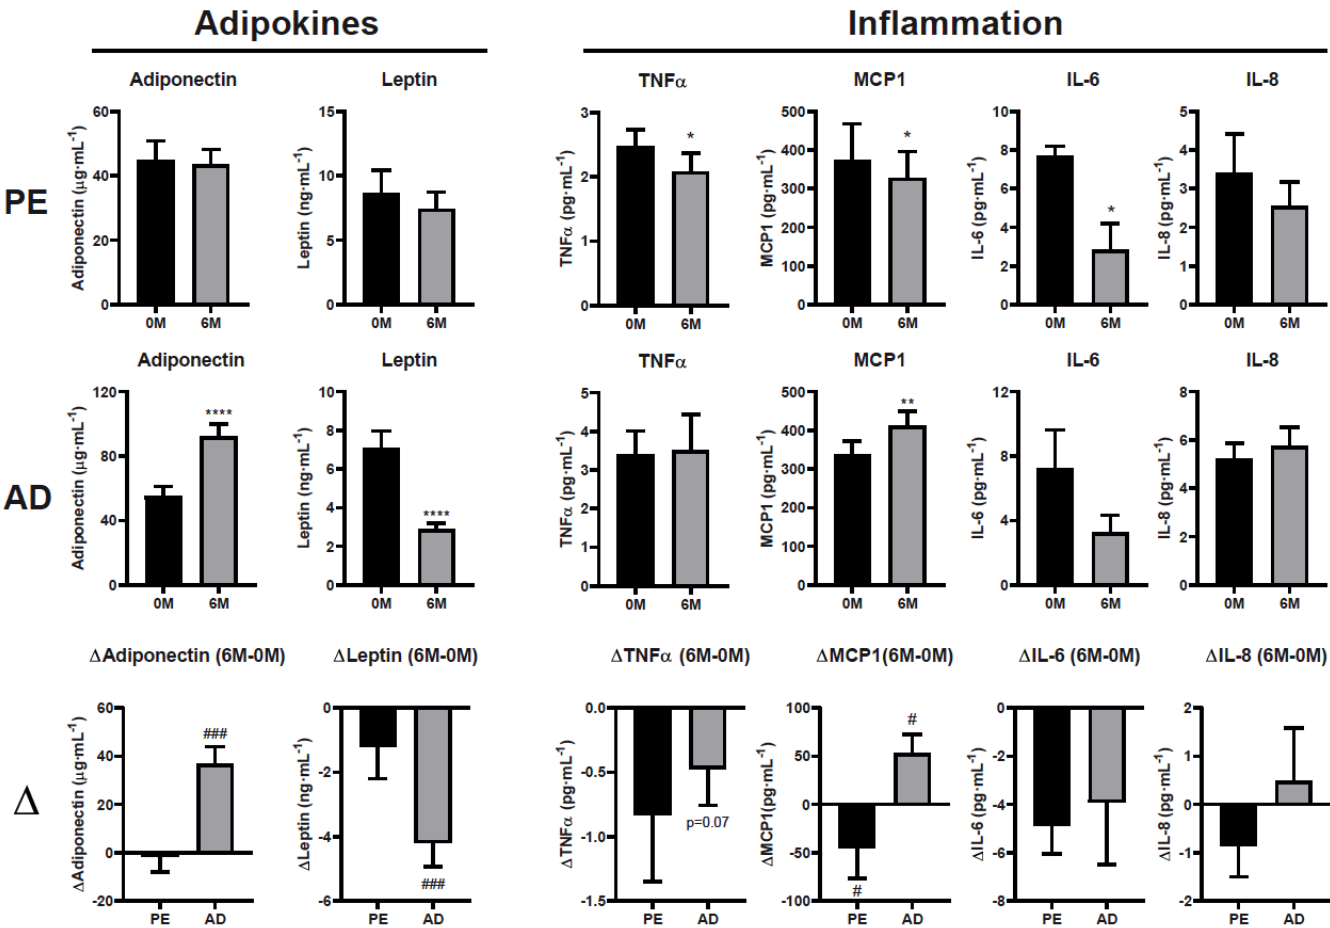 Adipokines Inflammation
Adiponectin Leptin TNFα MCP1 IL-6 IL-8
PE
Adiponectin (µg·mL-1)
60
40
20
0
0M 6M
Leptin (ng·mL-1)
15
10
5
0
0M 6M
TNFα (pg·mL-1)
3
2
1
0
*
0M 6M
MCP1 (pg·mL-1)
500
400
300
200
100
0
*
0M 6M
IL-6 (pg·mL-1)
10
8
6
4
2
0
*
0M 6M
IL-8 (pg·mL-1)
5
4
3
2
1
0
0M 6M
Adiponectin Leptin TNFα MCP1 IL-6 IL-8
AD
Adiponectin (µg·mL-1)
120
80
40
0
****
0M 6M
Leptin (ng·mL-1)
10
8
6
4
2
0
****
0M 6M
TNFα (pg·mL-1)
5
4
3
2
1
0
0M 6M
MCP1 (pg·mL-1)
500
400
300
200
100
0
**
0M 6M
IL-6 (pg·mL-1)
12
8
4
0
0M 6M
IL-8 (pg·mL-1)
8
6
4
2
0
0M 6M
ΔAdiponectin (6M-0M) ΔLeptin (6M-0M) ΔTNFα (6M-0M) ΔMCP1(6M-0M) ΔIL-6 (6M-0M) ΔIL-8 (6M-0M)
Δ
ΔAdiponectin (µg·mL-1)
60
40
20
0
-20
###
PE AD
ΔLeptin (ng·mL-1)
0
-2
-4
-6
###
PE AD
ΔTNFα (pg·mL-1)
0.0
-0.5
-1.0
-1.5
p=0.07
PE AD
ΔMCP1(pg·mL-1)
100
50
0
-50
-100
#
#
PE AD
ΔIL-6 (pg·mL-1)
0
-2
-4
-6
-8
PE AD
ΔIL-8 (pg·mL-1)
2
1
0
-1
-2
PE AD